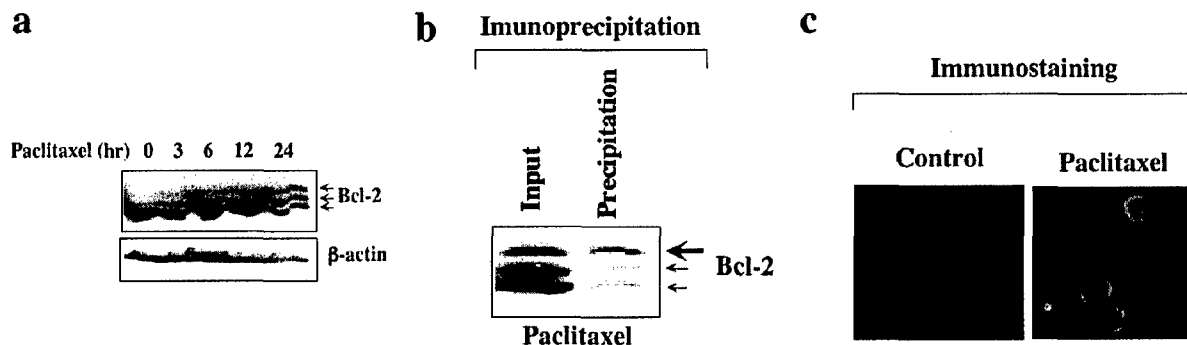 a
Paclitaxel (hr) 0 3 6 12 24
Bcl-2
β-actin
b
Imunoprecipitation
Input
Precipitation
Bcl-2
Paclitaxel
c
Immunostaining
Control
Paclitaxel